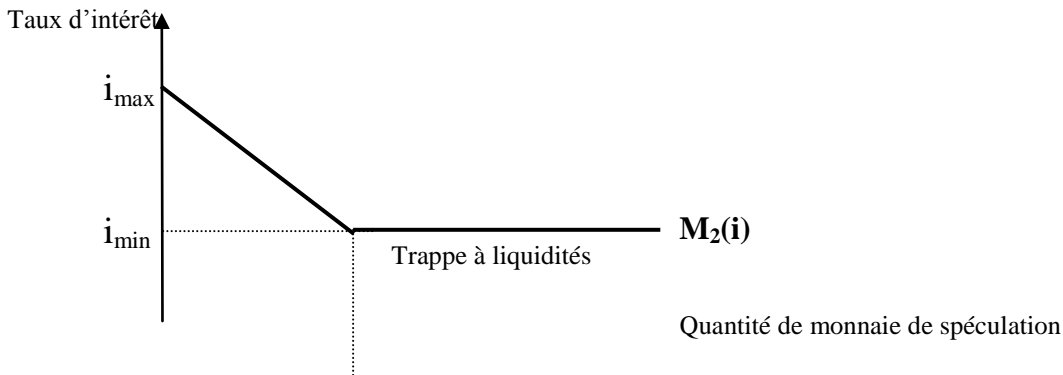 Taux d’intérêt
i_max
i_min
M₂(i)
Trappe à liquidités
Quantité de monnaie de spéculation